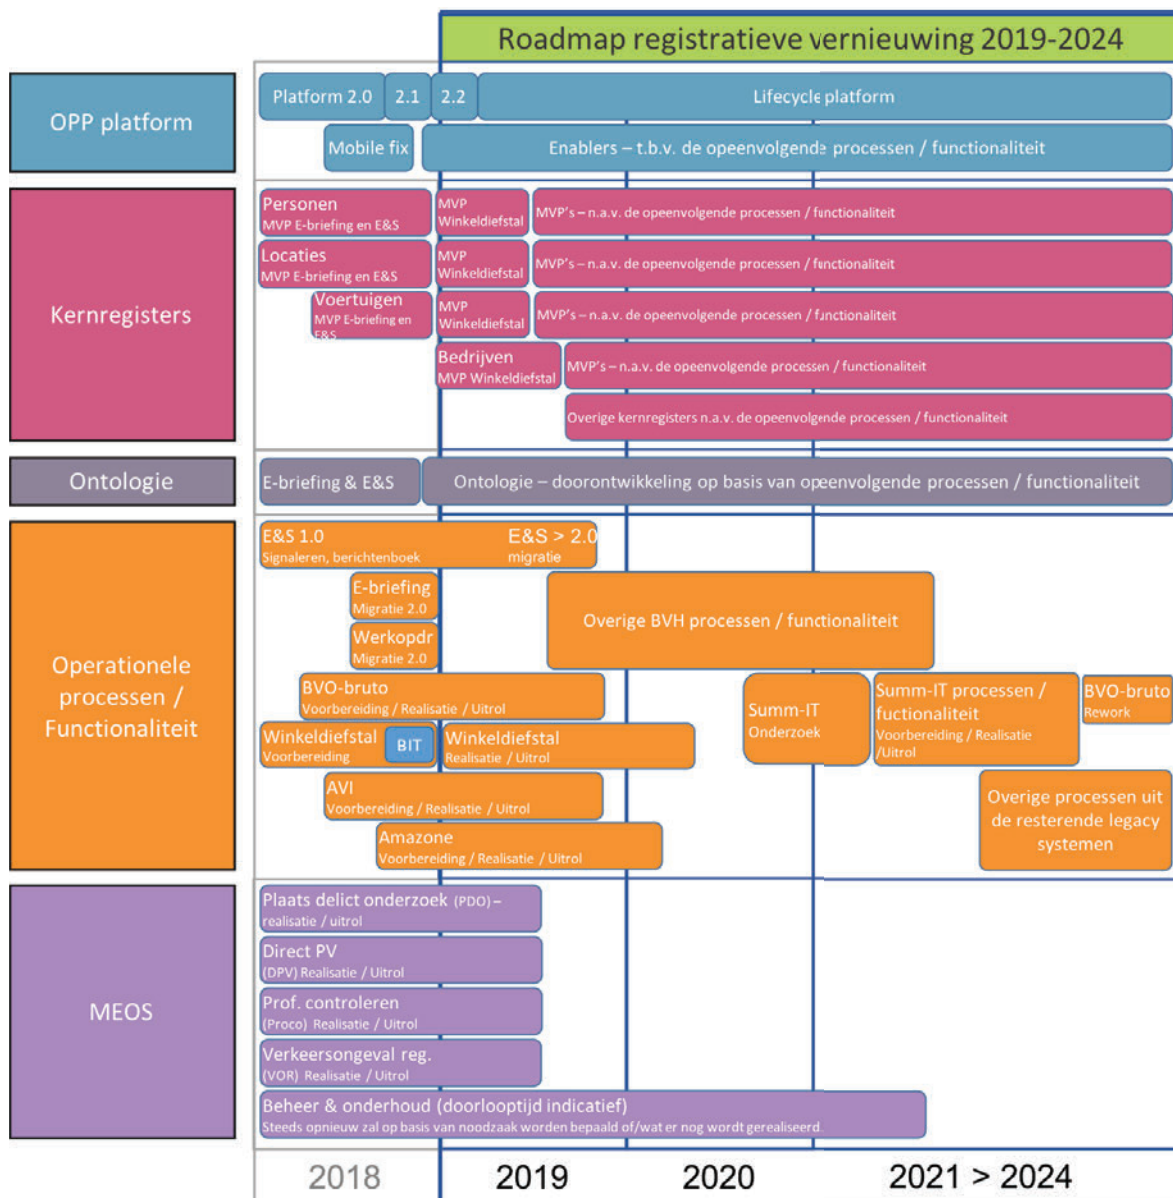 Roadmap registratieve vernieuwing 2019-2024
OPP platform
Platform 2.0
2.1
2.2
Lifecycle platform
Mobile fix
Enablers – t.b.v. de opeenvolgende processen / functionaliteit
Kernregisters
Personen
MVP E-briefing en E&S
MVP
Winkeldiefstal
MVP's – n.a.v. de opeenvolgende processen / functionaliteit
Locaties
MVP E-briefing en E&S
MVP
Winkeldiefstal
MVP's – n.a.v. de opeenvolgende processen / functionaliteit
Voertuigen
MVP E-briefing en
E&S
MVP
Winkeldiefstal
MVP's – n.a.v. de opeenvolgende processen / functionaliteit
Bedrijven
MVP Winkeldiefstal
MVP's – n.a.v. de opeenvolgende processen / functionaliteit
Overige kernregisters n.a.v. de opeenvolgende processen / functionaliteit
Ontologie
E-briefing & E&S
Ontologie – doorontwikkeling op basis van opeenvolgende processen / functionaliteit
Operationele
processen /
Functionaliteit
E&S 1.0
Signaleren, berichtenboek
E&S > 2.0
migratie
E-briefing
Migratie 2.0
Werkopdr
Migratie 2.0
Overige BVH processen / functionaliteit
BVO-bruto
Voorbereiding / Realisatie / Uitrol
Summ-IT
Onderzoek
Summ-IT processen /
fuctionaliteit
Voorbereiding / Realisatie
/Uitrol
BVO-bruto
Rework
Winkeldiefstal
Voorbereiding
BIT
Winkeldiefstal
Realisatie / Uitrol
AVI
Voorbereiding / Realisatie / Uitrol
Overige processen uit
de resterende legacy
systemen
Amazone
Voorbereiding / Realisatie / Uitrol
MEOS
Plaats delict onderzoek (PDO) –
realisatie / uitrol
Direct PV
(DPV) Realisatie / Uitrol
Prof. controleren
(Proco) Realisatie / Uitrol
Verkeersongeval reg.
(VOR) Realisatie / Uitrol
Beheer & onderhoud (doorlooptijd indicatief)
Steeds opnieuw zal op basis van noodzaak worden bepaald of/wat er nog wordt gerealiseerd.
2018
2019
2020
2021 > 2024